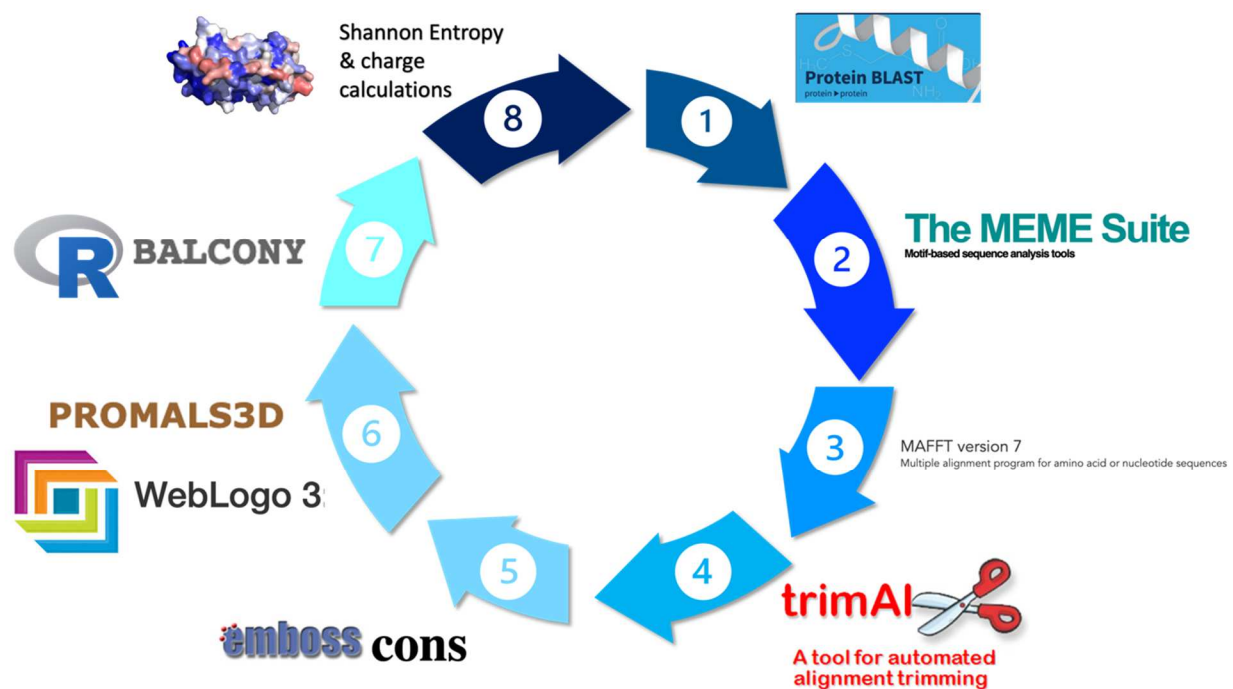 Shannon Entropy
& charge
calculations
8
1
Protein BLAST
protein ▸ protein
2
The MEME Suite
Motif-based sequence analysis tools
3
MAFFT version 7
Multiple alignment program for amino acid or nucleotide sequences
4
trimAl
A tool for automated
alignment trimming
5
emboss cons
6
PROMALS3D
WebLogo 3
7
R BALCONY